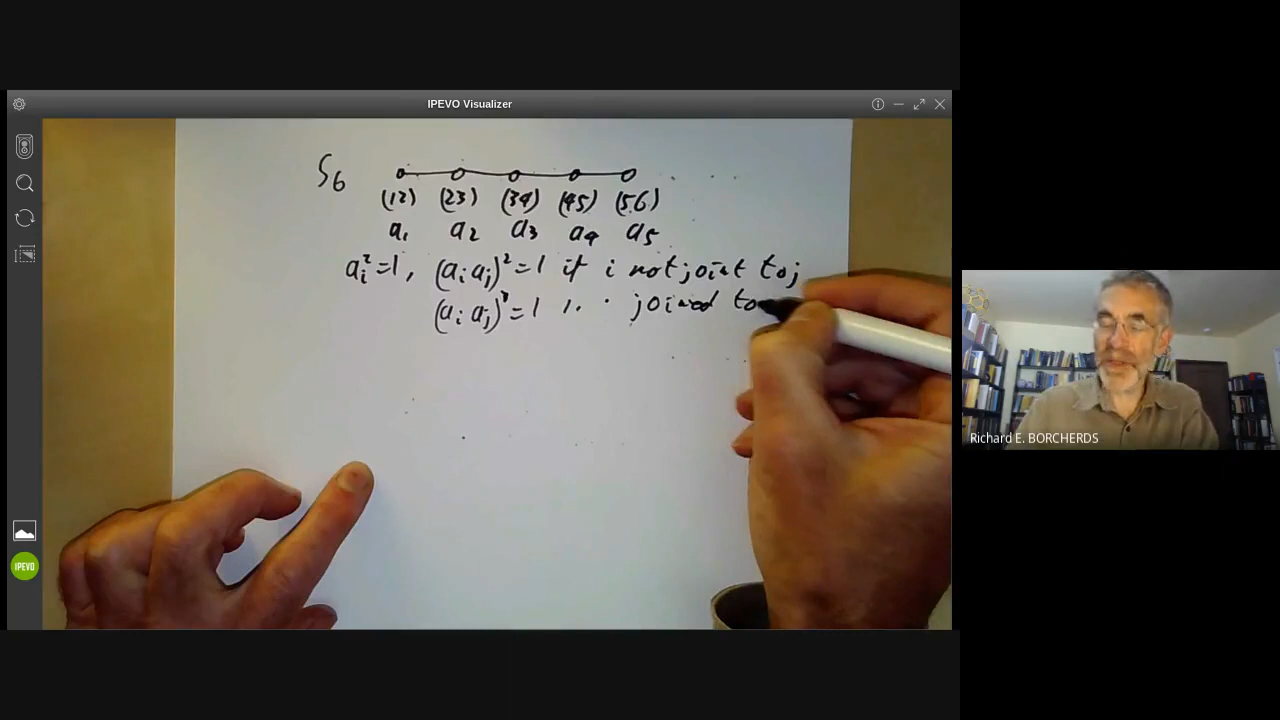 IPEVO Visualizer
S6
(12) (23) (34) (45) (56)
a1 a2 a3 a4 a5
ai²=1, (ai aj)²=1 if i not joint to j
(ai aj)³=1 " · joined to
IPEVO
Richard E. BORCHERDS